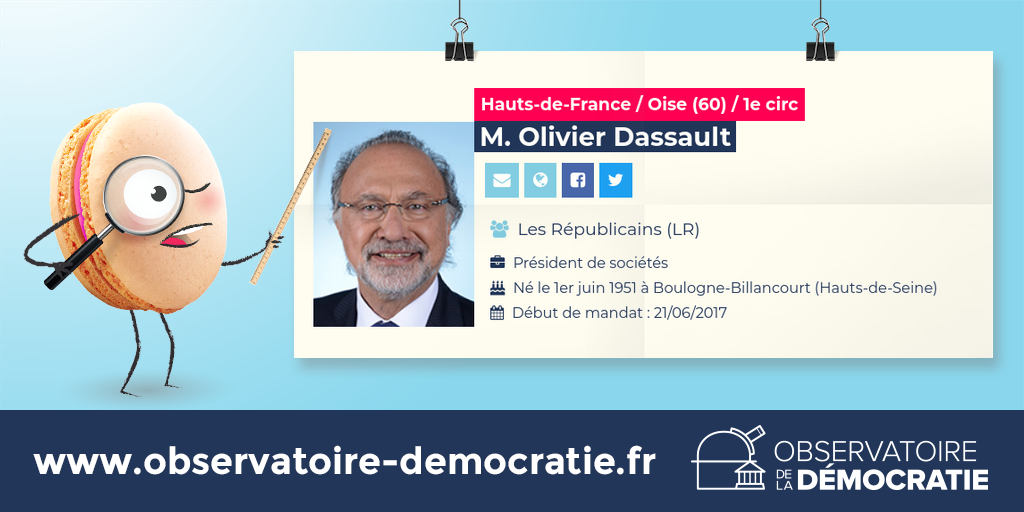 Hauts-de-France / Oise (60) / 1e circ
M. Olivier Dassault
Les Républicains (LR)
Président de sociétés
Né le 1er juin 1951 à Boulogne-Billancourt (Hauts-de-Seine)
Début de mandat : 21/06/2017
www.observatoire-democratie.fr
OBSERVATOIRE
DE LA DÉMOCRATIE